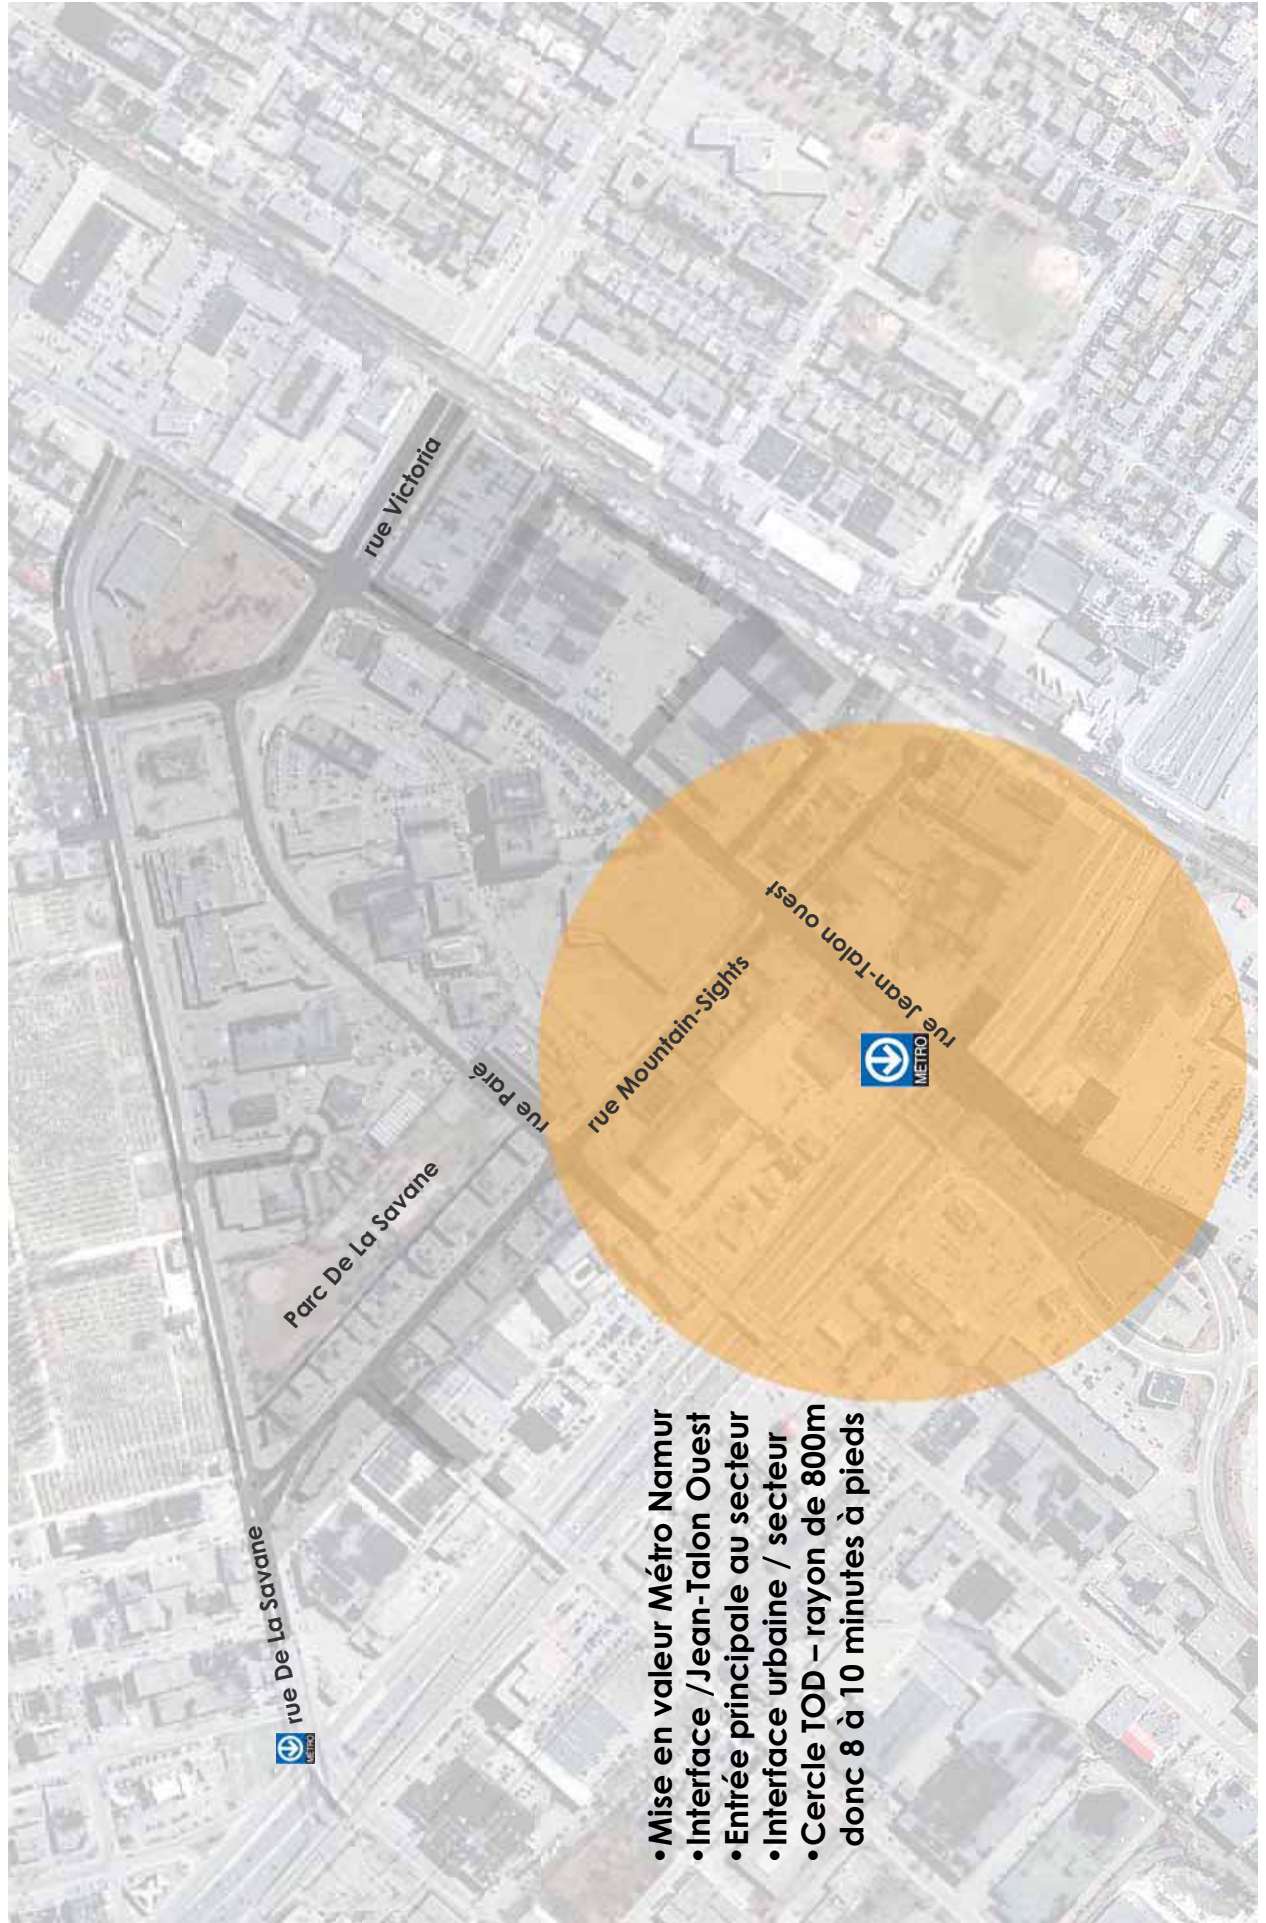 rue De La Savane
METRO
Parc De La Savane
rue Paré
rue Mountain-Sights
rue Victoria
rue Jean-Talon ouest
METRO
•Mise en valeur Métro Namur
•Interface /Jean-Talon Ouest
•Entrée principale au secteur
•Interface urbaine / secteur
•Cercle TOD – rayon de 800m
donc 8 à 10 minutes à pieds